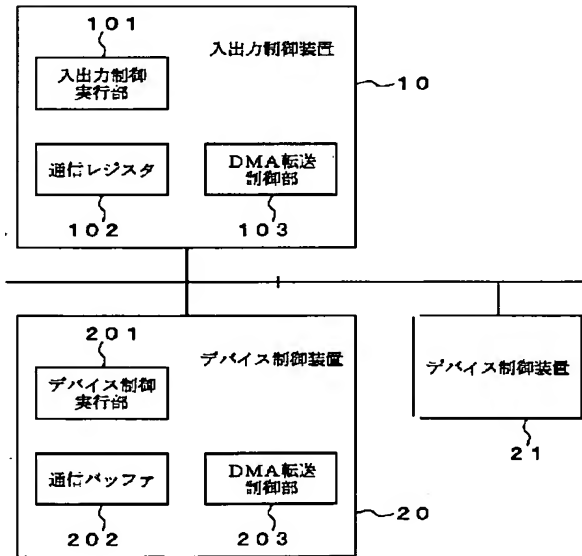 101
入出力制御装置
入出力制御
実行部
10
通信レジスタ
DMA転送
制御部
102
103
201
デバイス制御装置
デバイス制御
実行部
デバイス制御装置
21
通信バッファ
DMA転送
制御部
202
203
20